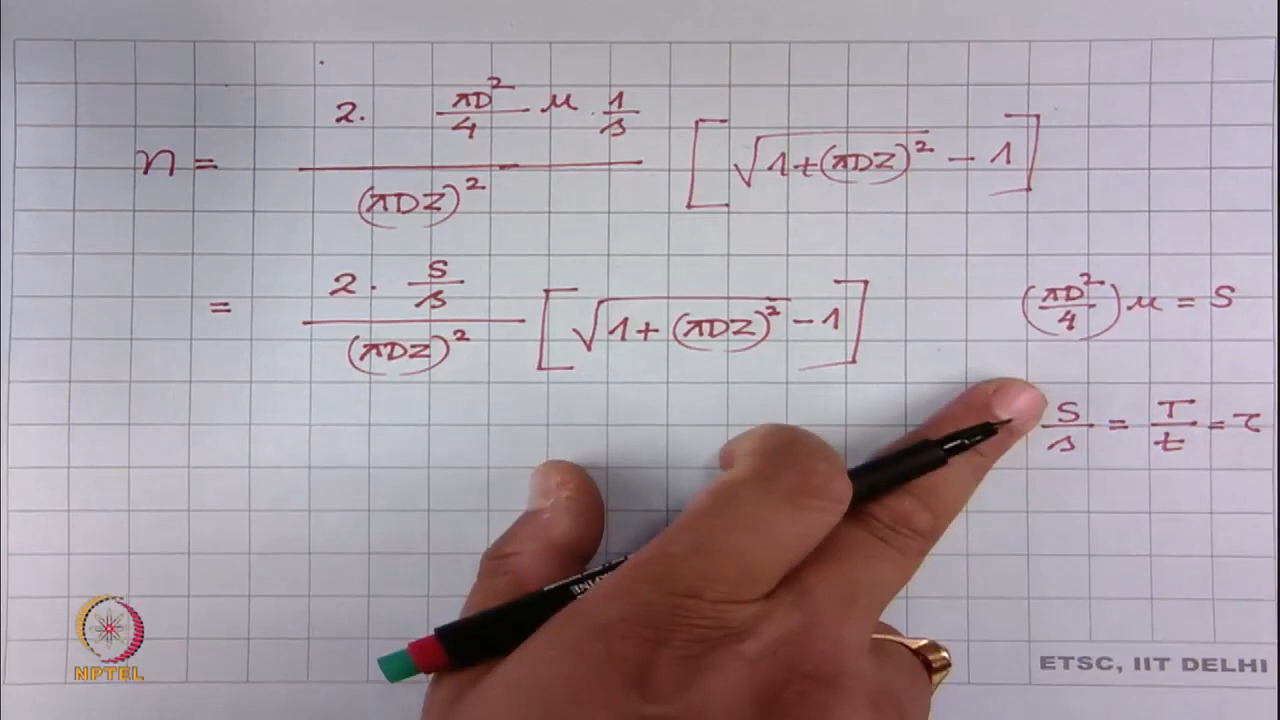 n = 2 . πD²/4 μ . 1/s / (πDZ)² [√1+(πDZ)² − 1]
= 2 . S/s / (πDZ)² [√1+(πDZ)² − 1]
(πD²/4) μ = S
S/s = T/t = τ
NPTEL
ETSC, IIT DELHI